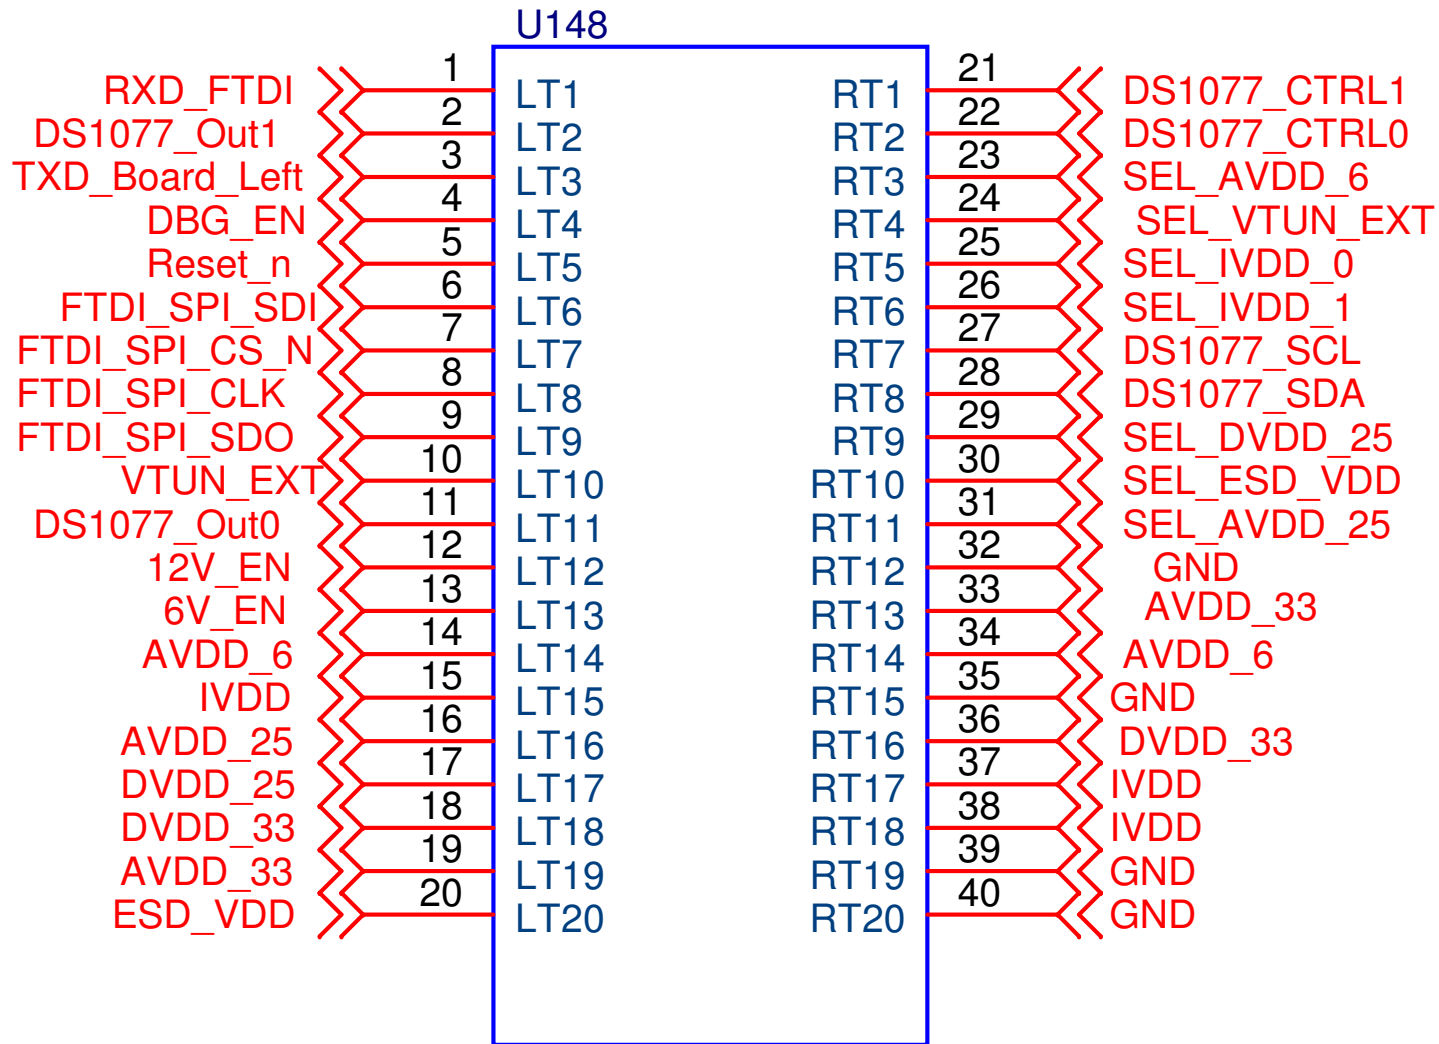 U148
RXD_FTDI 1 LT1 RT1 21 DS1077_CTRL1
DS1077_Out1 2 LT2 RT2 22 DS1077_CTRL0
TXD_Board_Left 3 LT3 RT3 23 SEL_AVDD_6
DBG_EN 4 LT4 RT4 24 SEL_VTUN_EXT
Reset_n 5 LT5 RT5 25 SEL_IVDD_0
FTDI_SPI_SDI 6 LT6 RT6 26 SEL_IVDD_1
FTDI_SPI_CS_N 7 LT7 RT7 27 DS1077_SCL
FTDI_SPI_CLK 8 LT8 RT8 28 DS1077_SDA
FTDI_SPI_SDO 9 LT9 RT9 29 SEL_DVDD_25
VTUN_EXT 10 LT10 RT10 30 SEL_ESD_VDD
DS1077_Out0 11 LT11 RT11 31 SEL_AVDD_25
12V_EN 12 LT12 RT12 32 GND
6V_EN 13 LT13 RT13 33 AVDD_33
AVDD_6 14 LT14 RT14 34 AVDD_6
IVDD 15 LT15 RT15 35 GND
AVDD_25 16 LT16 RT16 36 DVDD_33
DVDD_25 17 LT17 RT17 37 IVDD
DVDD_33 18 LT18 RT18 38 IVDD
AVDD_33 19 LT19 RT19 39 GND
ESD_VDD 20 LT20 RT20 40 GND